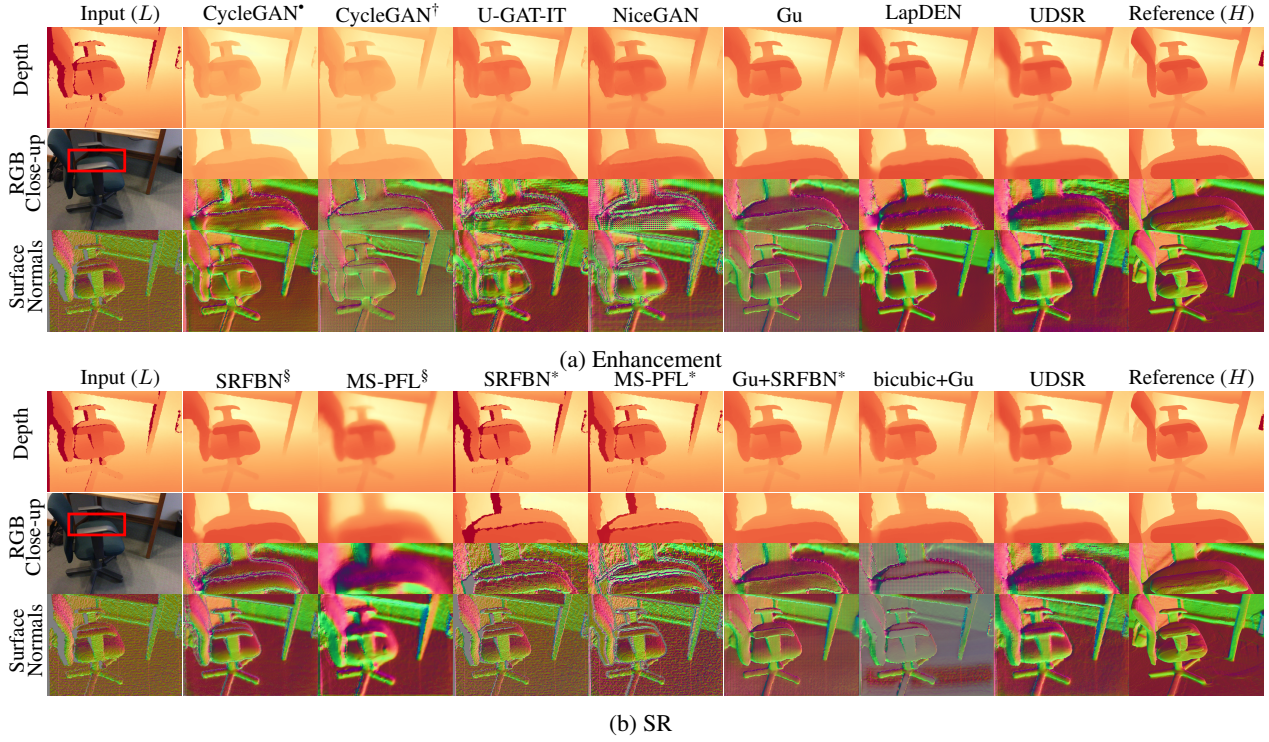 Input (L) CycleGAN• CycleGAN† U-GAT-IT NiceGAN Gu LapDEN UDSR Reference (H)
Depth
RGB
Close-up
Surface
Normals
(a) Enhancement
Input (L) SRFBN§ MS-PFL§ SRFBN* MS-PFL* Gu+SRFBN* bicubic+Gu UDSR Reference (H)
Depth
RGB
Close-up
Surface
Normals
(b) SR